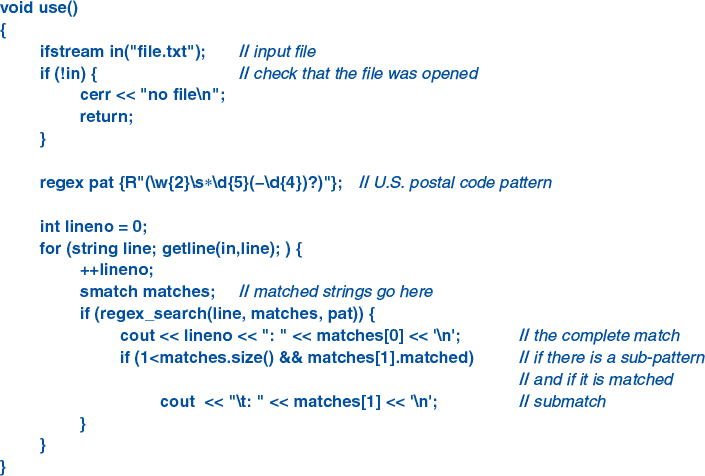 void use()
{
ifstream in("file.txt"); // input file
if (!in) { // check that the file was opened
cerr << "no file\n";
return;
}
regex pat {R"(\w{2}\s∗\d{5}(−\d{4})?)"}; // U.S. postal code pattern
int lineno = 0;
for (string line; getline(in,line); ) {
++lineno;
smatch matches; // matched strings go here
if (regex_search(line, matches, pat)) {
cout << lineno << ": " << matches[0] << '\n'; // the complete match
if (1<matches.size() && matches[1].matched) // if there is a sub-pattern
// and if it is matched
cout << "\t: " << matches[1] << '\n'; // submatch
}
}
}